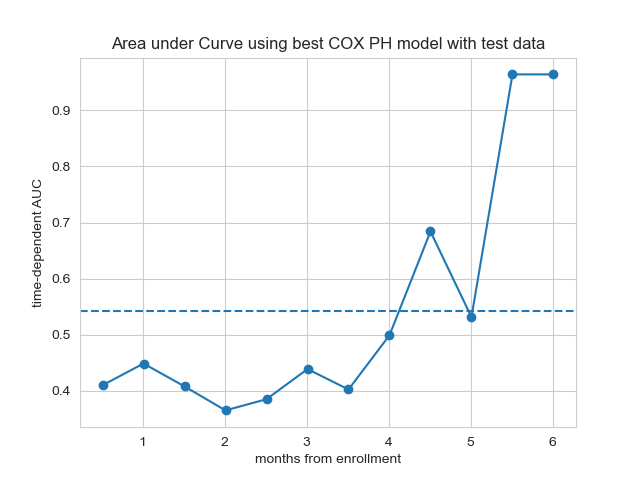 Area under Curve using best COX PH model with test data
time-dependent AUC
0.9
0.8
0.7
0.6
0.5
0.4
1 2 3 4 5 6
months from enrollment